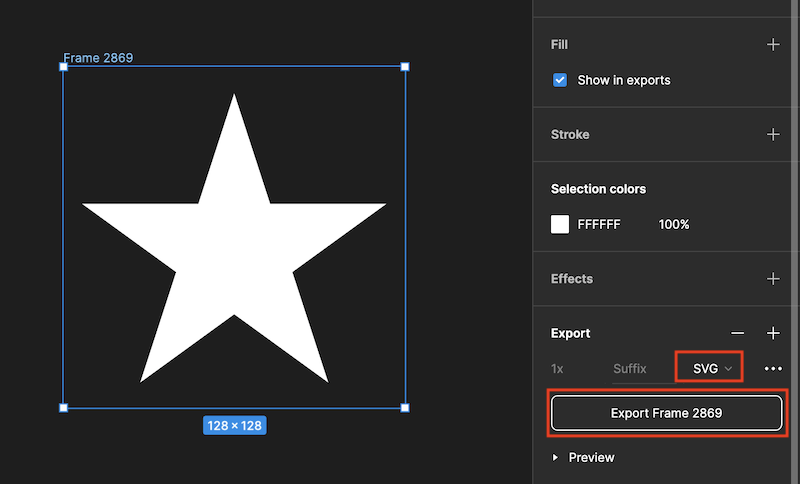 Frame 2869
128 × 128
Fill
Show in exports
Stroke
Selection colors
FFFFFF 100%
Effects
Export
1x Suffix SVG
Export Frame 2869
Preview